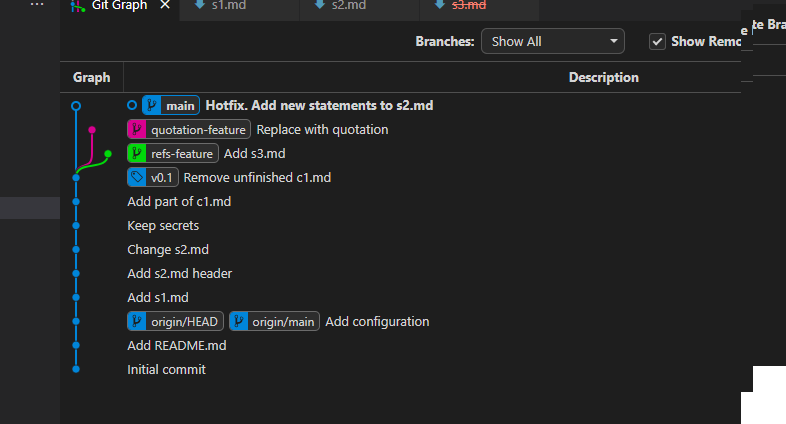 Git Graph s1.md s2.md s3.md
Branches: Show All Show Remo
Graph Description
main Hotfix. Add new statements to s2.md
quotation-feature Replace with quotation
refs-feature Add s3.md
v0.1 Remove unfinished c1.md
Add part of c1.md
Keep secrets
Change s2.md
Add s2.md header
Add s1.md
origin/HEAD origin/main Add configuration
Add README.md
Initial commit